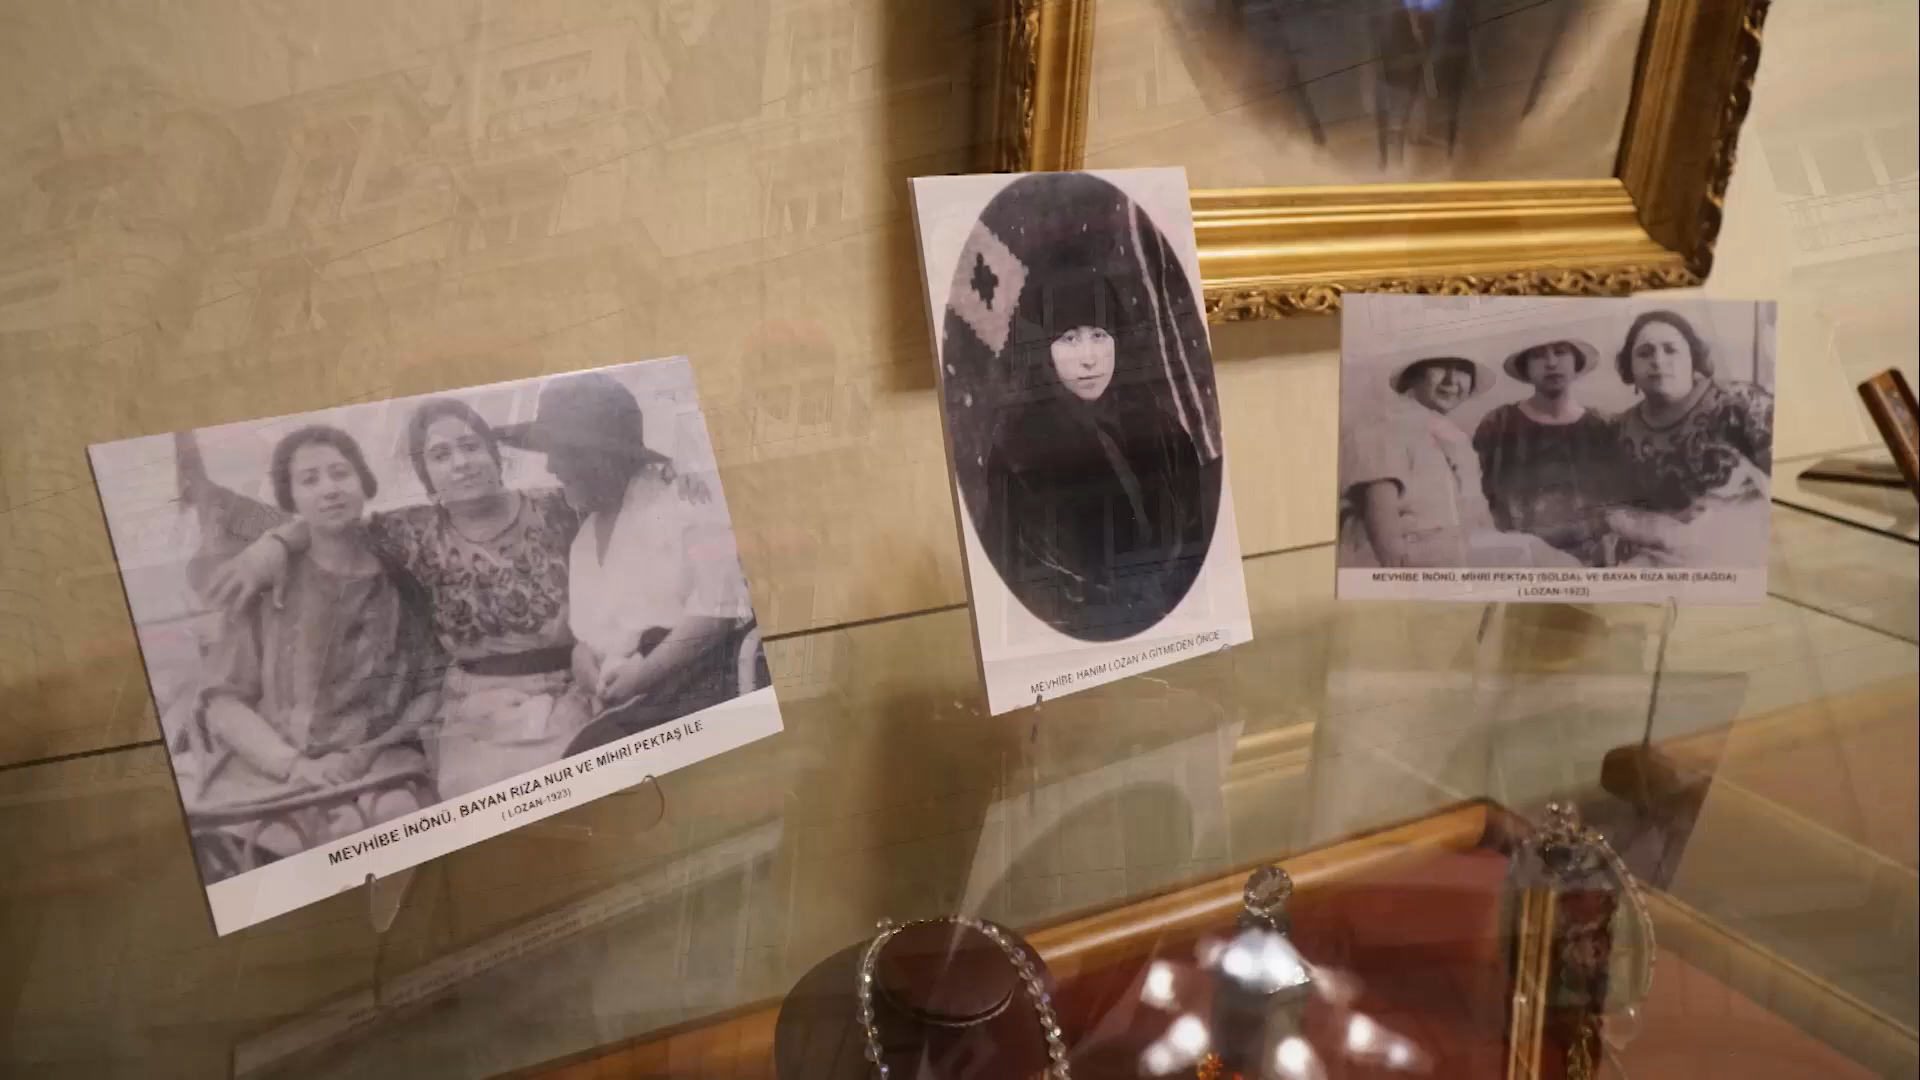 MEVHİBE İNÖNÜ, BAYAN RIZA NUR VE MİHRİ PEKTAŞ İLE
( LOZAN-1923)
MEVHİBE HANIM LOZAN'A GİTMEDEN ÖNCE
MEVHİBE İNÖNÜ, MİHRİ PEKTAŞ (SOLDA), VE BAYAN RIZA NUR (SAĞDA)
( LOZAN-1923)